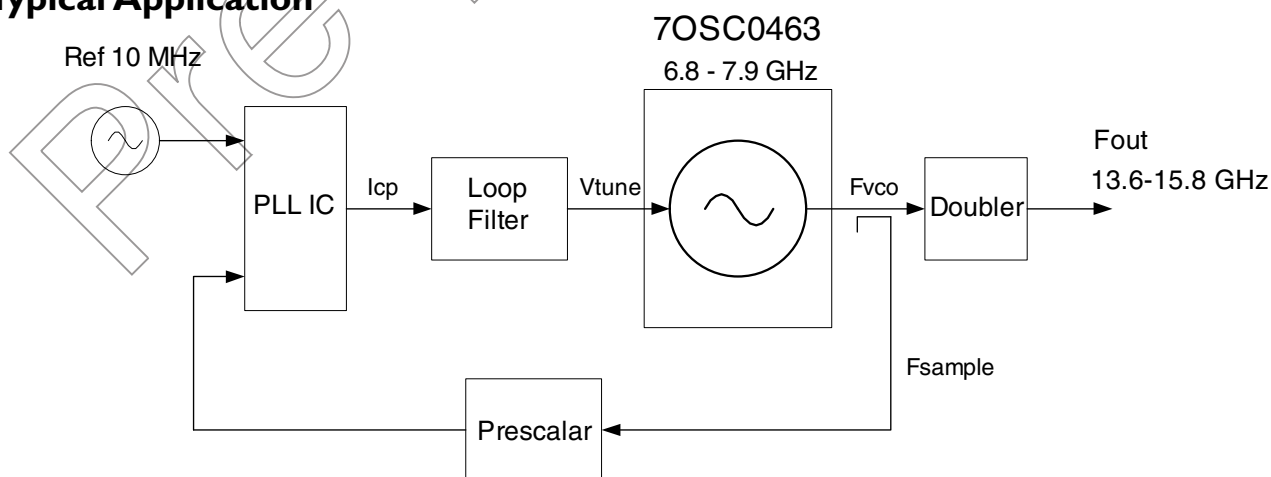 Typical Application
Ref 10 MHz
7OSC0463
6.8 - 7.9 GHz
PLL IC
Icp
Loop
Filter
Vtune
Fvco
Doubler
Fout
13.6-15.8 GHz
Fsample
Prescalar
Pre